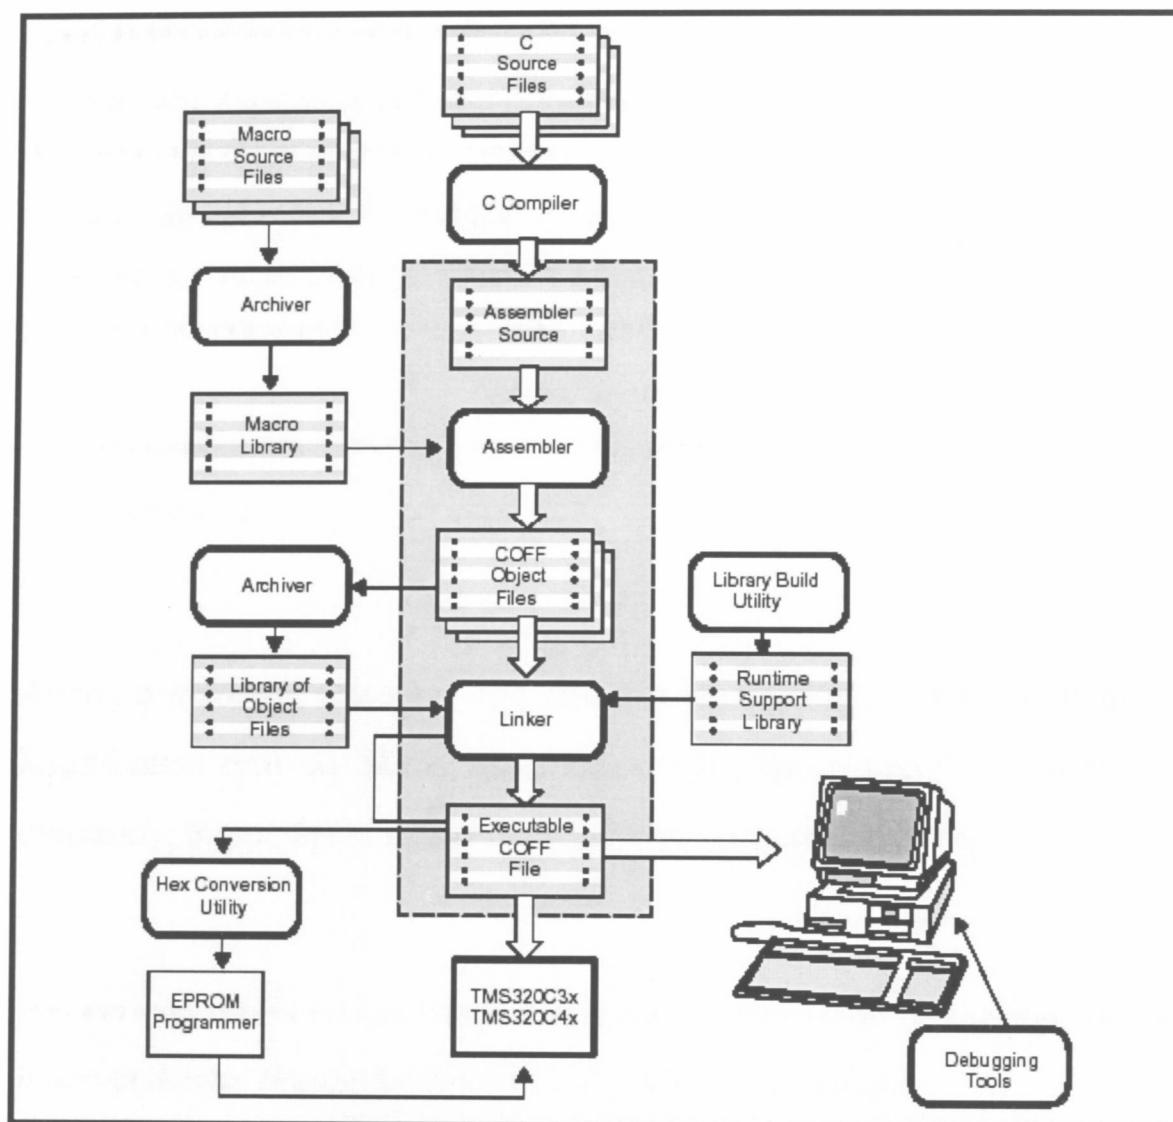 C
Source
Files
Macro
Source
Files
C Compiler
Archiver
Assembler
Source
Macro
Library
Assembler
COFF
Object
Files
Archiver
Library Build
Utility
Library of
Object
Files
Linker
Runtime
Support
Library
Executable
COFF
File
Hex Conversion
Utility
EPROM
Programmer
TMS320C3x
TMS320C4x
Debugging
Tools